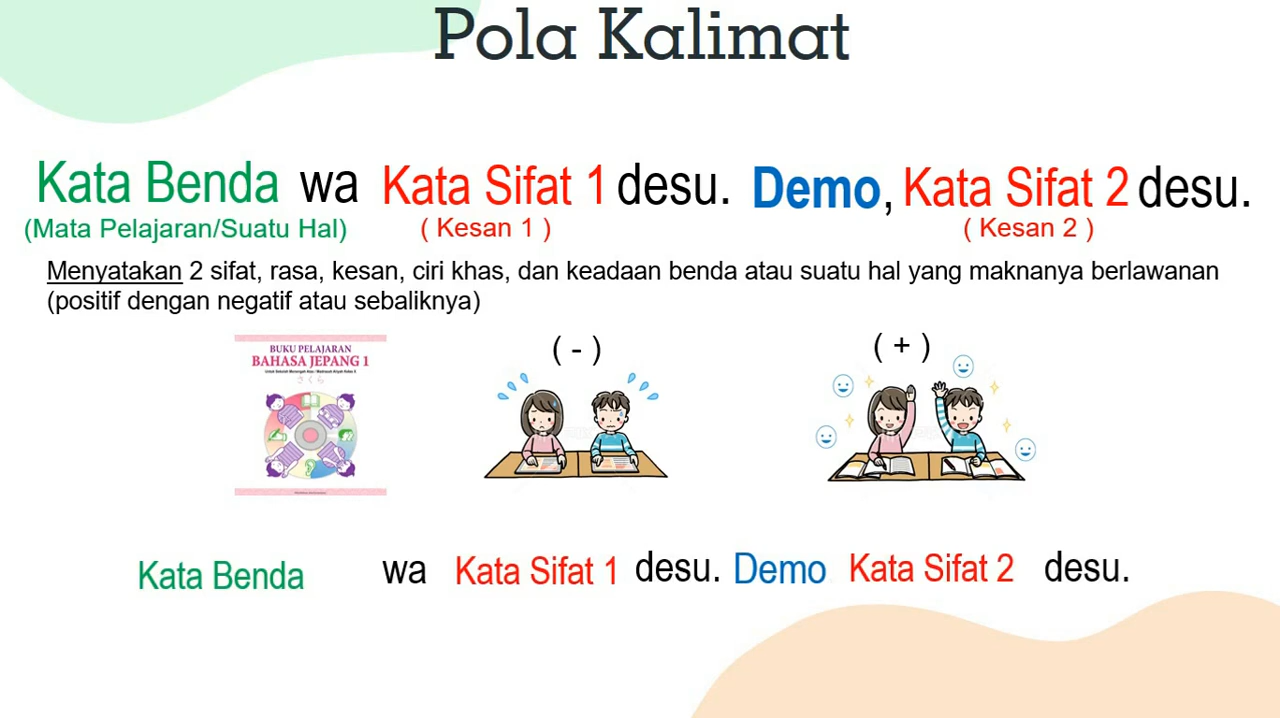 Pola Kalimat
Kata Benda wa Kata Sifat 1 desu. Demo, Kata Sifat 2 desu.
(Mata Pelajaran/Suatu Hal) ( Kesan 1 ) ( Kesan 2 )
Menyatakan 2 sifat, rasa, kesan, ciri khas, dan keadaan benda atau suatu hal yang maknanya berlawanan
(positif dengan negatif atau sebaliknya)
( - ) ( + )
BUKU PELAJARAN
BAHASA JEPANG 1
さくら
Kata Benda wa Kata Sifat 1 desu. Demo Kata Sifat 2 desu.